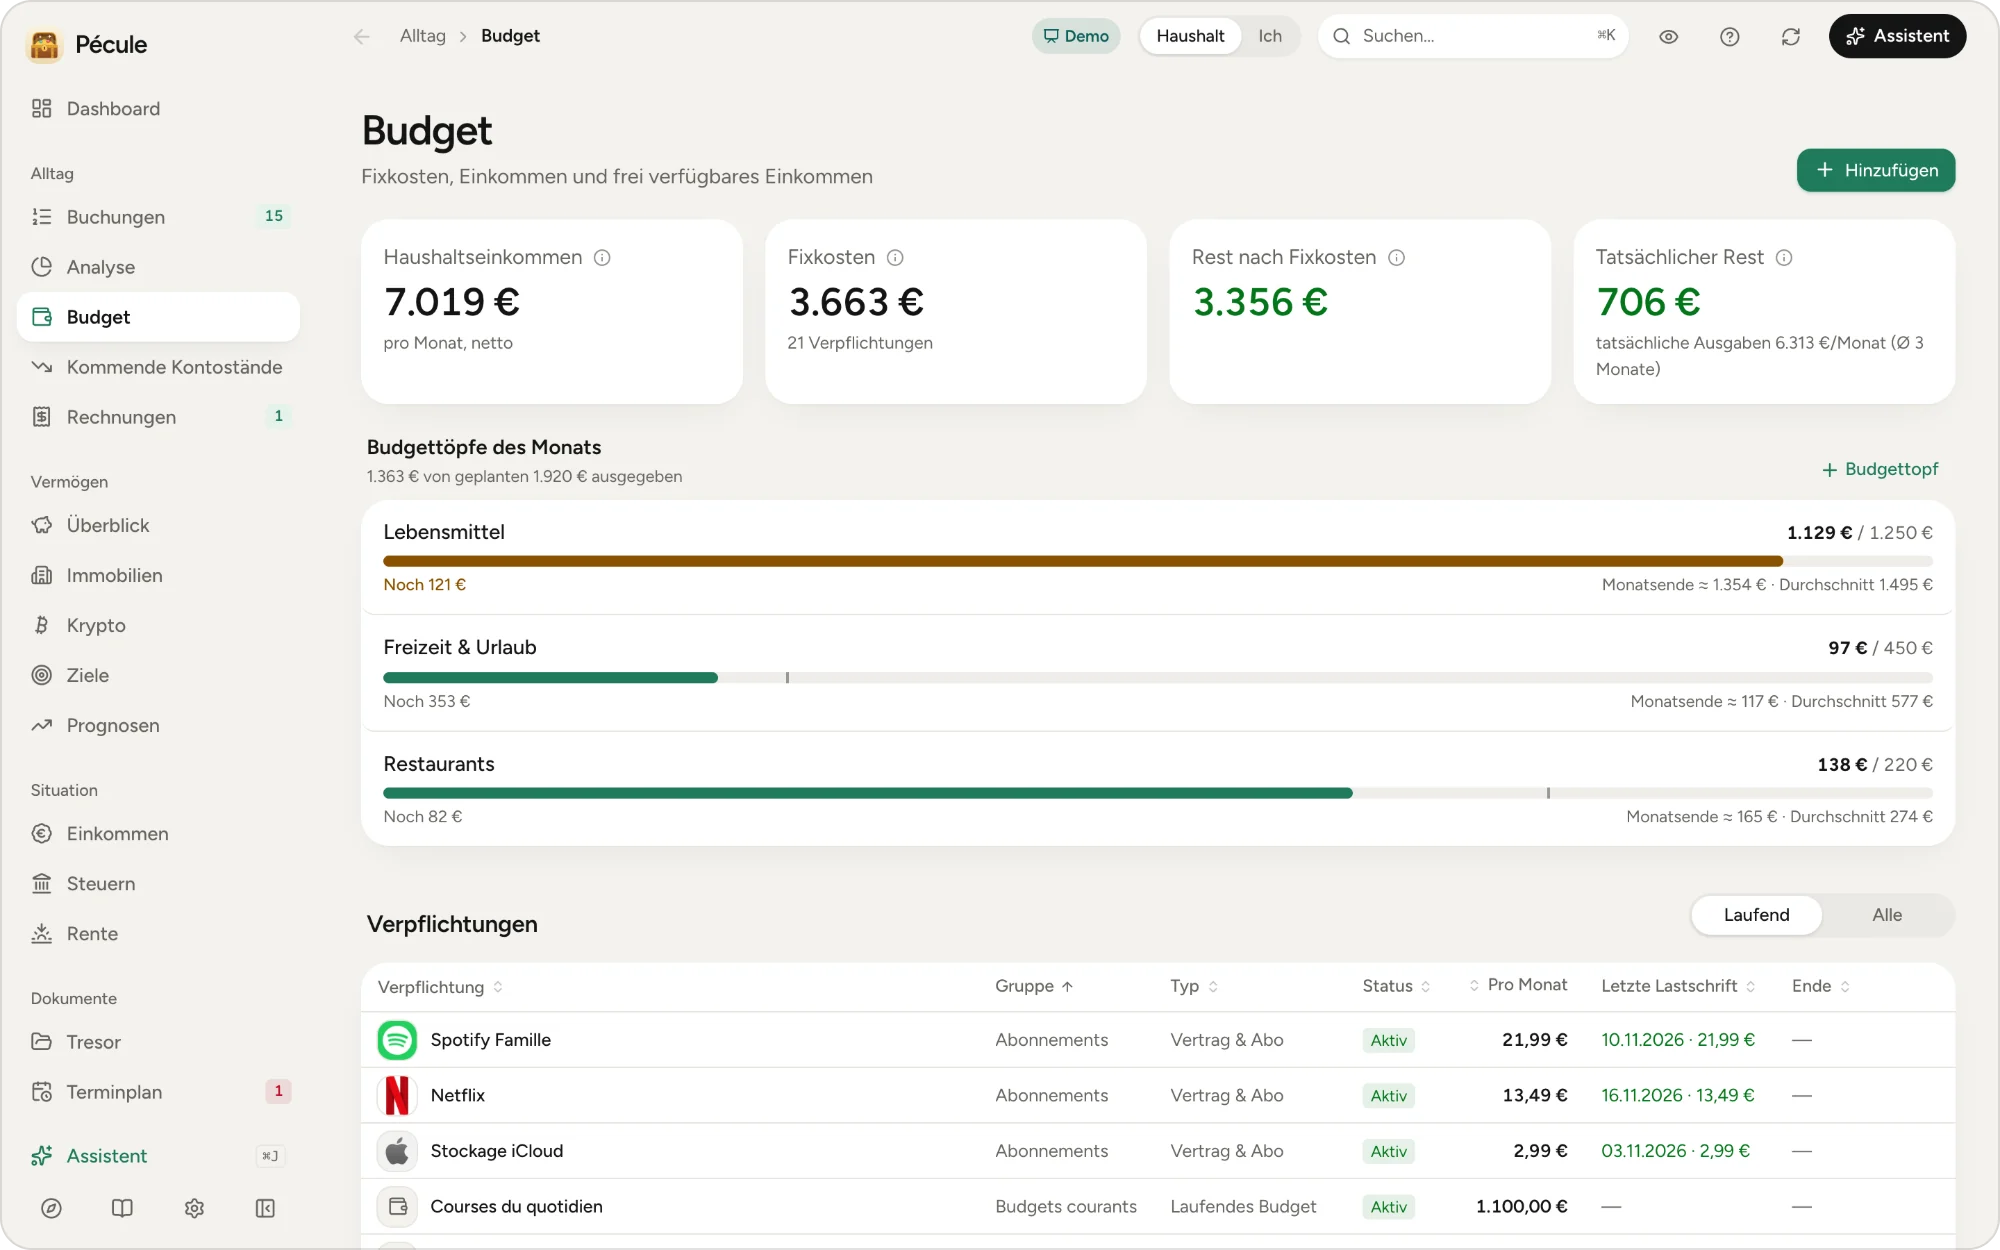 Pécule
Alltag
Budget
Demo
Haushalt
Ich
Suchen...
⌘K
Assistent
Dashboard
Alltag
Buchungen
15
Analyse
Budget
Kommende Kontostände
Rechnungen
1
Vermögen
Überblick
Immobilien
Krypto
Ziele
Prognosen
Situation
Einkommen
Steuern
Rente
Dokumente
Tresor
Terminplan
1
Assistent
⌘J
Budget
Fixkosten, Einkommen und frei verfügbares Einkommen
+ Hinzufügen
Haushaltseinkommen
7.019 €
pro Monat, netto
Fixkosten
3.663 €
21 Verpflichtungen
Rest nach Fixkosten
3.356 €
Tatsächlicher Rest
706 €
tatsächliche Ausgaben 6.313 €/Monat (Ø 3
Monate)
Budgettöpfe des Monats
1.363 € von geplanten 1.920 € ausgegeben
+ Budgettopf
Lebensmittel
1.129 € / 1.250 €
Noch 121 €
Monatsende ≈ 1.354 € · Durchschnitt 1.495 €
Freizeit & Urlaub
97 € / 450 €
Noch 353 €
Monatsende ≈ 117 € · Durchschnitt 577 €
Restaurants
138 € / 220 €
Noch 82 €
Monatsende ≈ 165 € · Durchschnitt 274 €
Verpflichtungen
Laufend
Alle
Verpflichtung Gruppe Typ Status Pro Monat Letzte Lastschrift Ende
Spotify Famille Abonnements Vertrag & Abo Aktiv 21,99 € 10.11.2026 · 21,99 € —
Netflix Abonnements Vertrag & Abo Aktiv 13,49 € 16.11.2026 · 13,49 € —
Stockage iCloud Abonnements Vertrag & Abo Aktiv 2,99 € 03.11.2026 · 2,99 € —
Courses du quotidien Budgets courants Laufendes Budget Aktiv 1.100,00 € — —